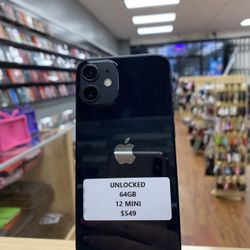 UNLOCKED
64GB
12 MINI
$549